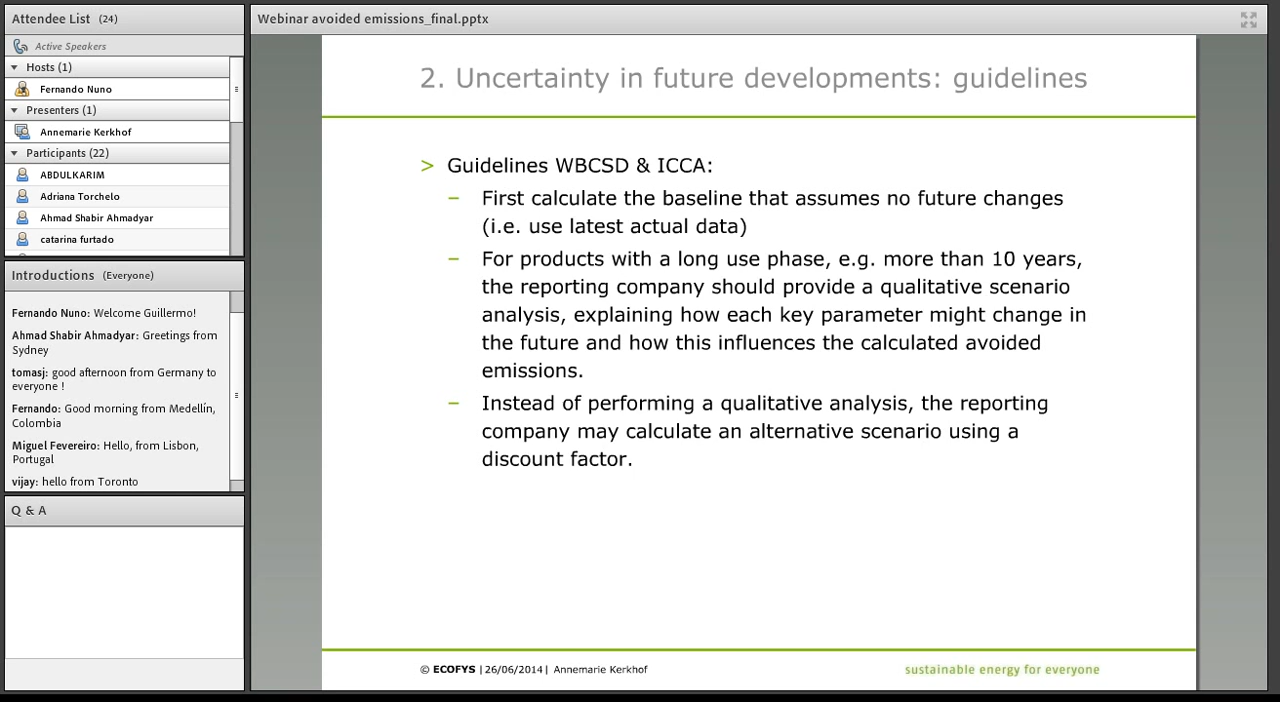 Attendee List (24)
Active Speakers
Hosts (1)
Fernando Nuno
Presenters (1)
Annemarie Kerkhof
Participants (22)
ABDULKARIM
Adriana Torchelo
Ahmad Shabir Ahmadyar
catarina furtado
Introductions (Everyone)
Fernando Nuno: Welcome Guillermo!
Ahmad Shabir Ahmadyar: Greetings from
Sydney
tomasj: good afternoon from Germany to
everyone !
Fernando: Good morning from Medellín,
Colombia
Miguel Fevereiro: Hello, from Lisbon,
Portugal
vijay: hello from Toronto
Q & A
Webinar avoided emissions_final.pptx
2. Uncertainty in future developments: guidelines
> Guidelines WBCSD & ICCA:
– First calculate the baseline that assumes no future changes
(i.e. use latest actual data)
– For products with a long use phase, e.g. more than 10 years,
the reporting company should provide a qualitative scenario
analysis, explaining how each key parameter might change in
the future and how this influences the calculated avoided
emissions.
– Instead of performing a qualitative analysis, the reporting
company may calculate an alternative scenario using a
discount factor.
© ECOFYS | 26/06/2014 | Annemarie Kerkhof
sustainable energy for everyone